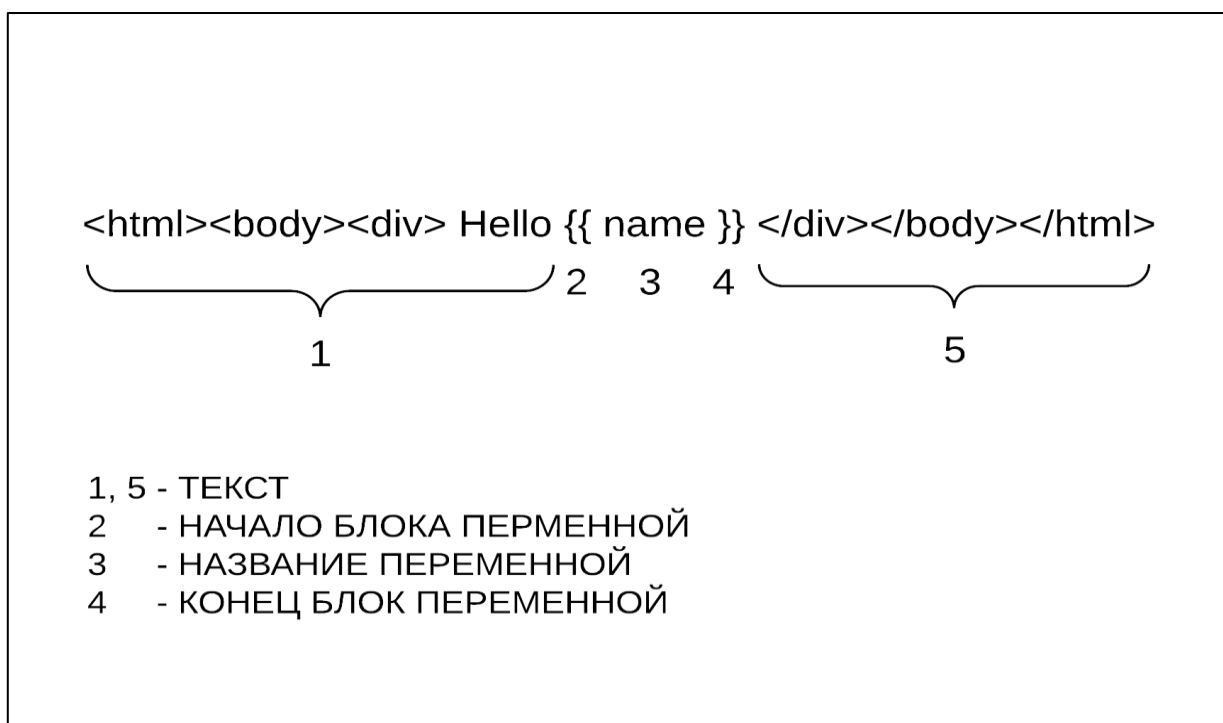 <html><body><div> Hello {{ name }} </div></body></html>
2 3 4
1 5
1, 5 - ТЕКСТ
2 - НАЧАЛО БЛОКА ПЕРМЕННОЙ
3 - НАЗВАНИЕ ПЕРЕМЕННОЙ
4 - КОНЕЦ БЛОК ПЕРЕМЕННОЙ